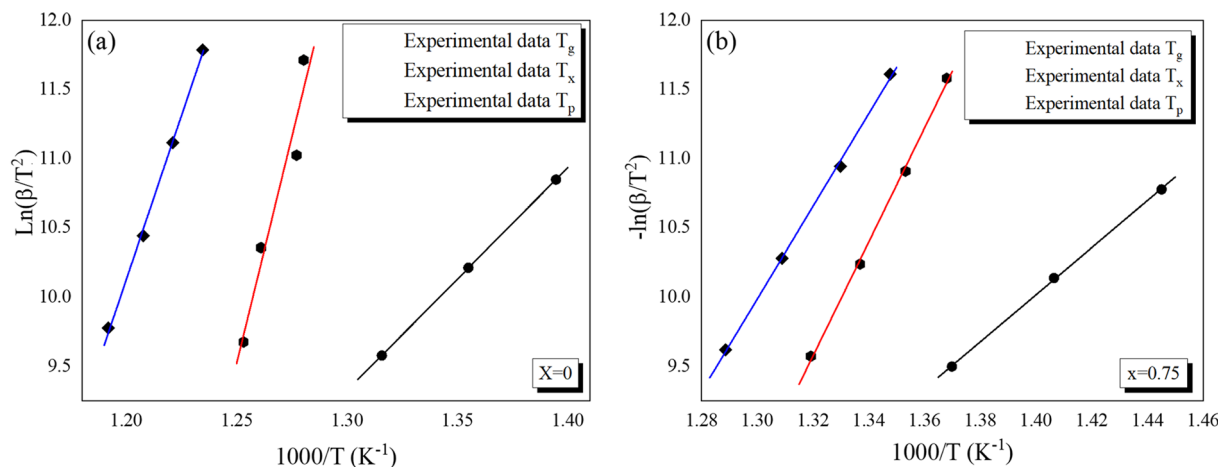 (a)
Experimental data Tg
Experimental data Tx
Experimental data Tp
Ln(β/T²)
12.0
11.5
11.0
10.5
10.0
9.5
X=0
1.20
1.25
1.30
1.35
1.40
1000/T (K⁻¹)
(b)
Experimental data Tg
Experimental data Tx
Experimental data Tp
-ln(β/T²)
12.0
11.5
11.0
10.5
10.0
9.5
x=0.75
1.28
1.30
1.32
1.34
1.36
1.38
1.40
1.42
1.44
1.46
1000/T (K⁻¹)